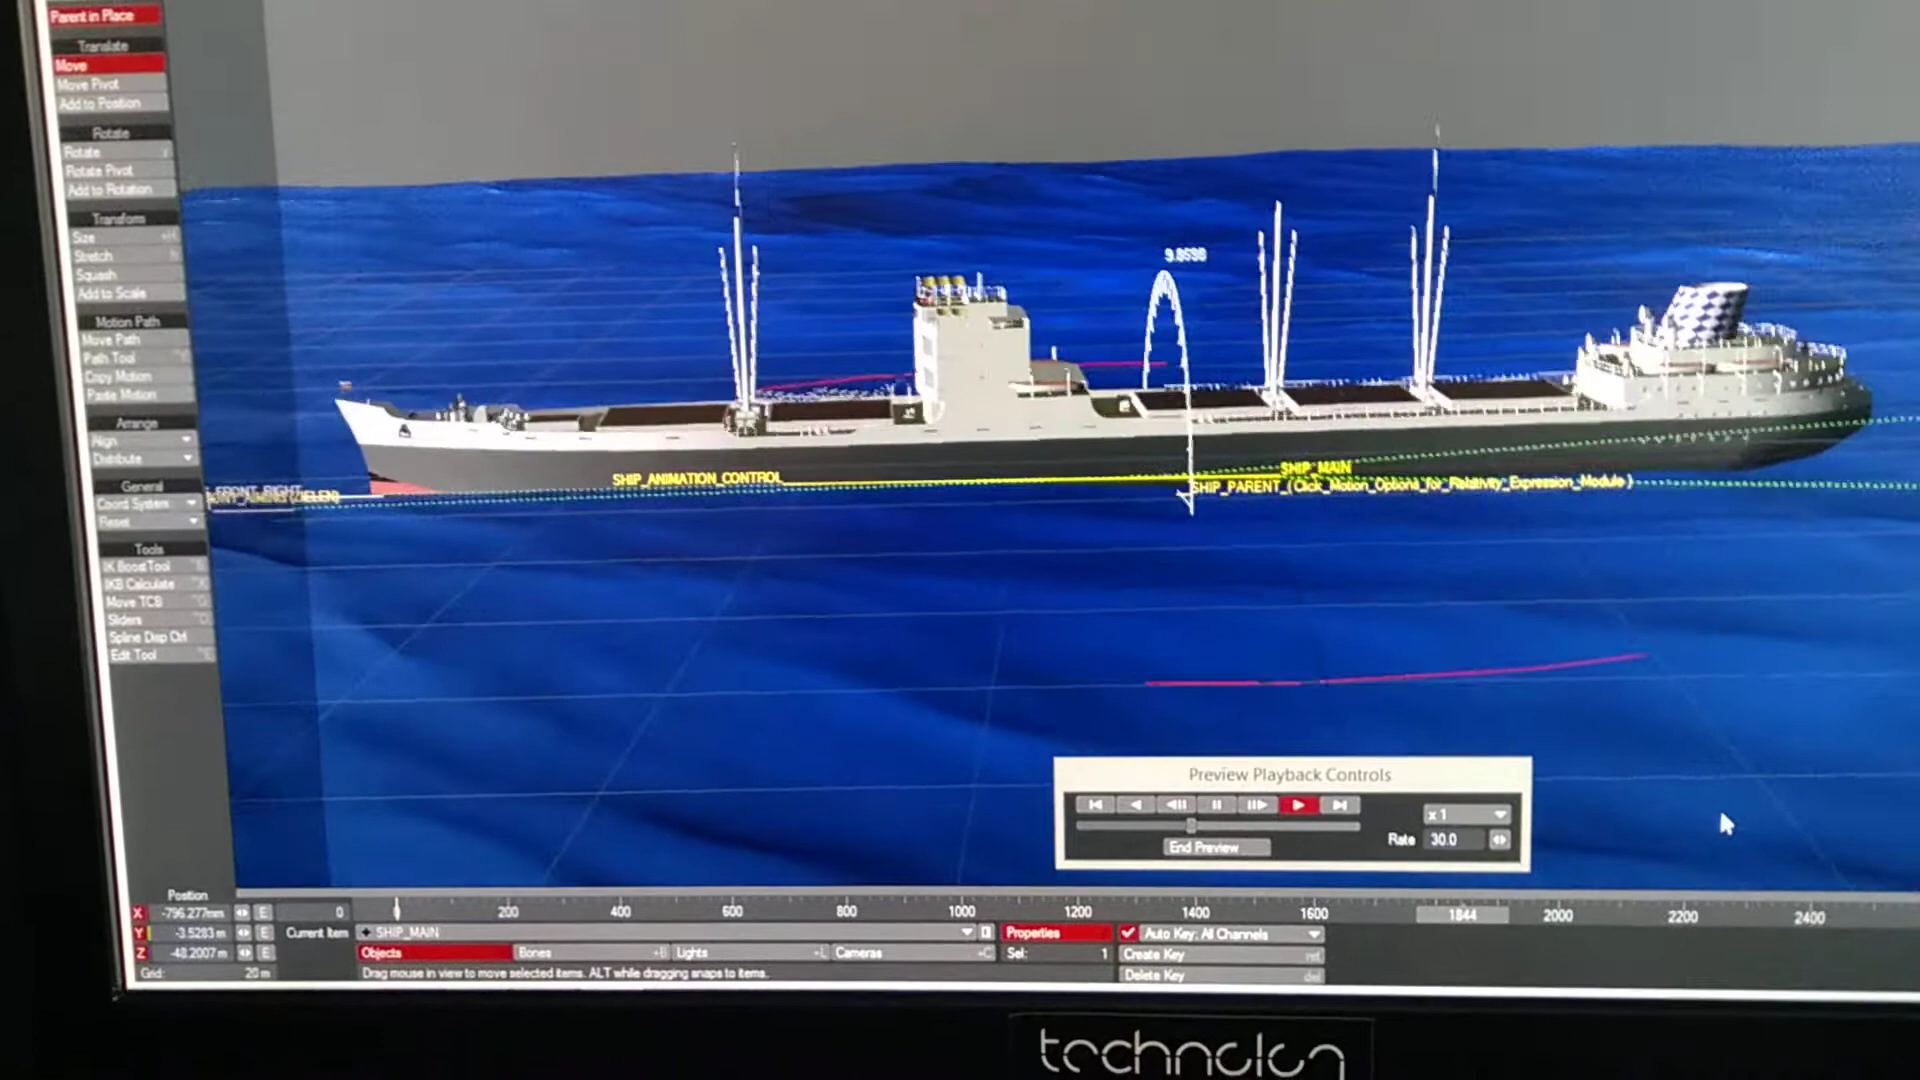 Parent in Place
Translate
Move
Move Pivot
Add to Position
Rotate
Rotate
Rotate Pivot
Add to Rotation
Transform
Size
Stretch
Squash
Add to Scale
Motion Path
Move Path
Path Tool
Copy Motion
Paste Motion
Arrange
Align
Distribute
General
Coord System
Reset
Tools
IK Boost Tool
IKB Calculate
Move TCB
Sliders
Spline Disp Ctrl
Edit Tool
9.8698
SHIP_ANIMATION_CONTROL
SHIP_MAIN
SHIP_PARENT_(Click_Motion_Options_for_Relativity_Expression_Module)
Preview Playback Controls
x 1
Rate 30.0
End Preview
Position
X -796.277mm E 0
Y -3.5283 m E
Z -48.2007 m E
Grid: 20 m
0 200 400 600 800 1000 1200 1400 1600 1844 2000 2200 2400
Current Item SHIP_MAIN
Properties
Auto Key: All Channels
Objects Bones +B Lights +L Cameras +C
Sel: 1
Create Key ret
Drag mouse in view to move selected items. ALT while dragging snaps to items.
Delete Key del